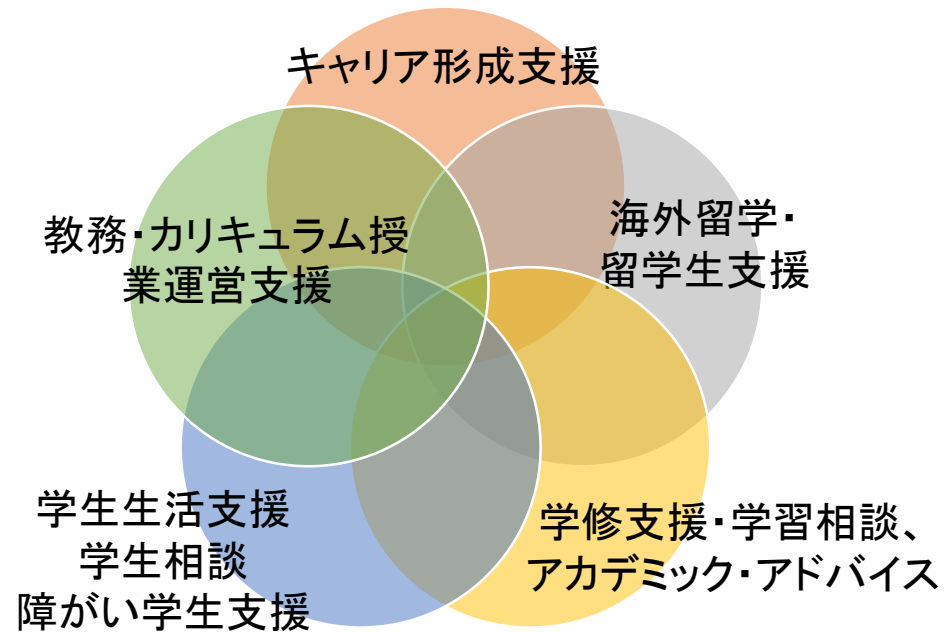 キャリア形成支援
海外留学・
留学生支援
教務・カリキュラム授
業運営支援
学生生活支援
学生相談
障がい学生支援
学修支援・学習相談、
アカデミック・アドバイス